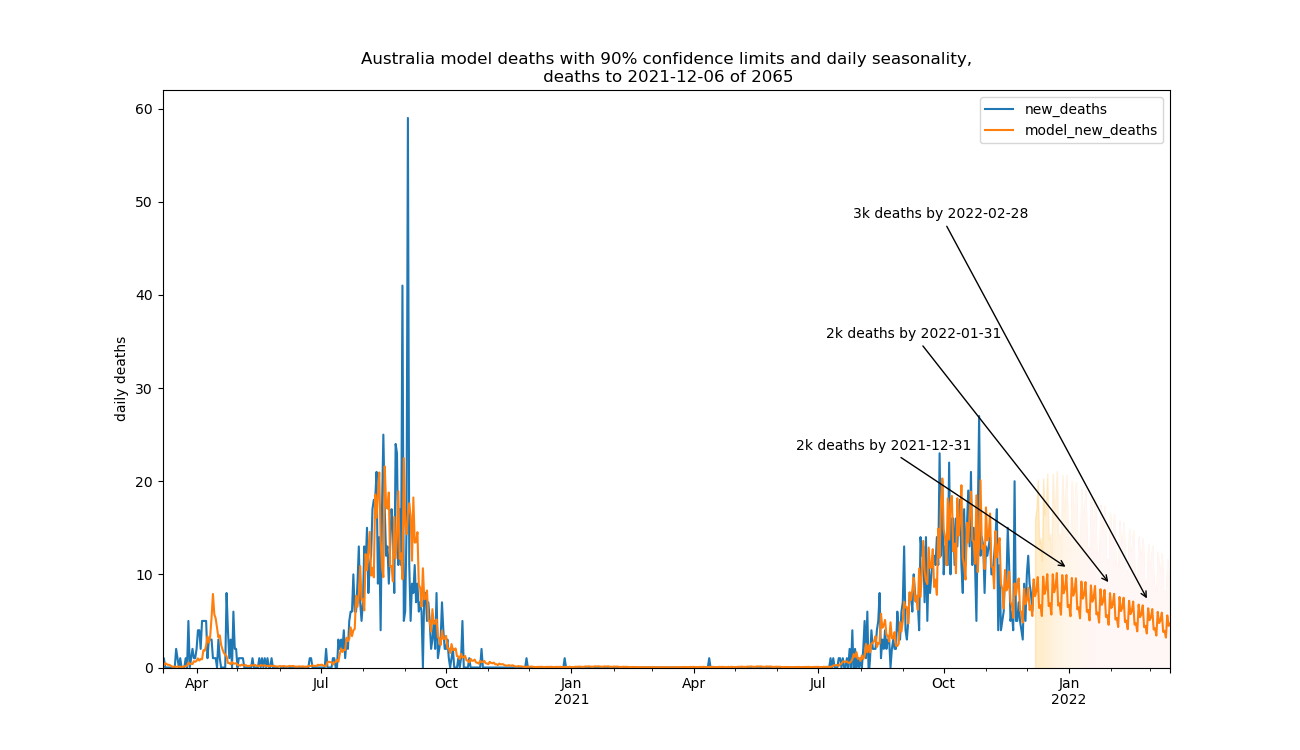 Australia model deaths with 90% confidence limits and daily seasonality,
deaths to 2021-12-06 of 2065
new_deaths
model_new_deaths
daily deaths
60
50
40
30
20
10
0
3k deaths by 2022-02-28
2k deaths by 2022-01-31
2k deaths by 2021-12-31
Apr
Jul
Oct
Jan
2021
Apr
Jul
Oct
Jan
2022